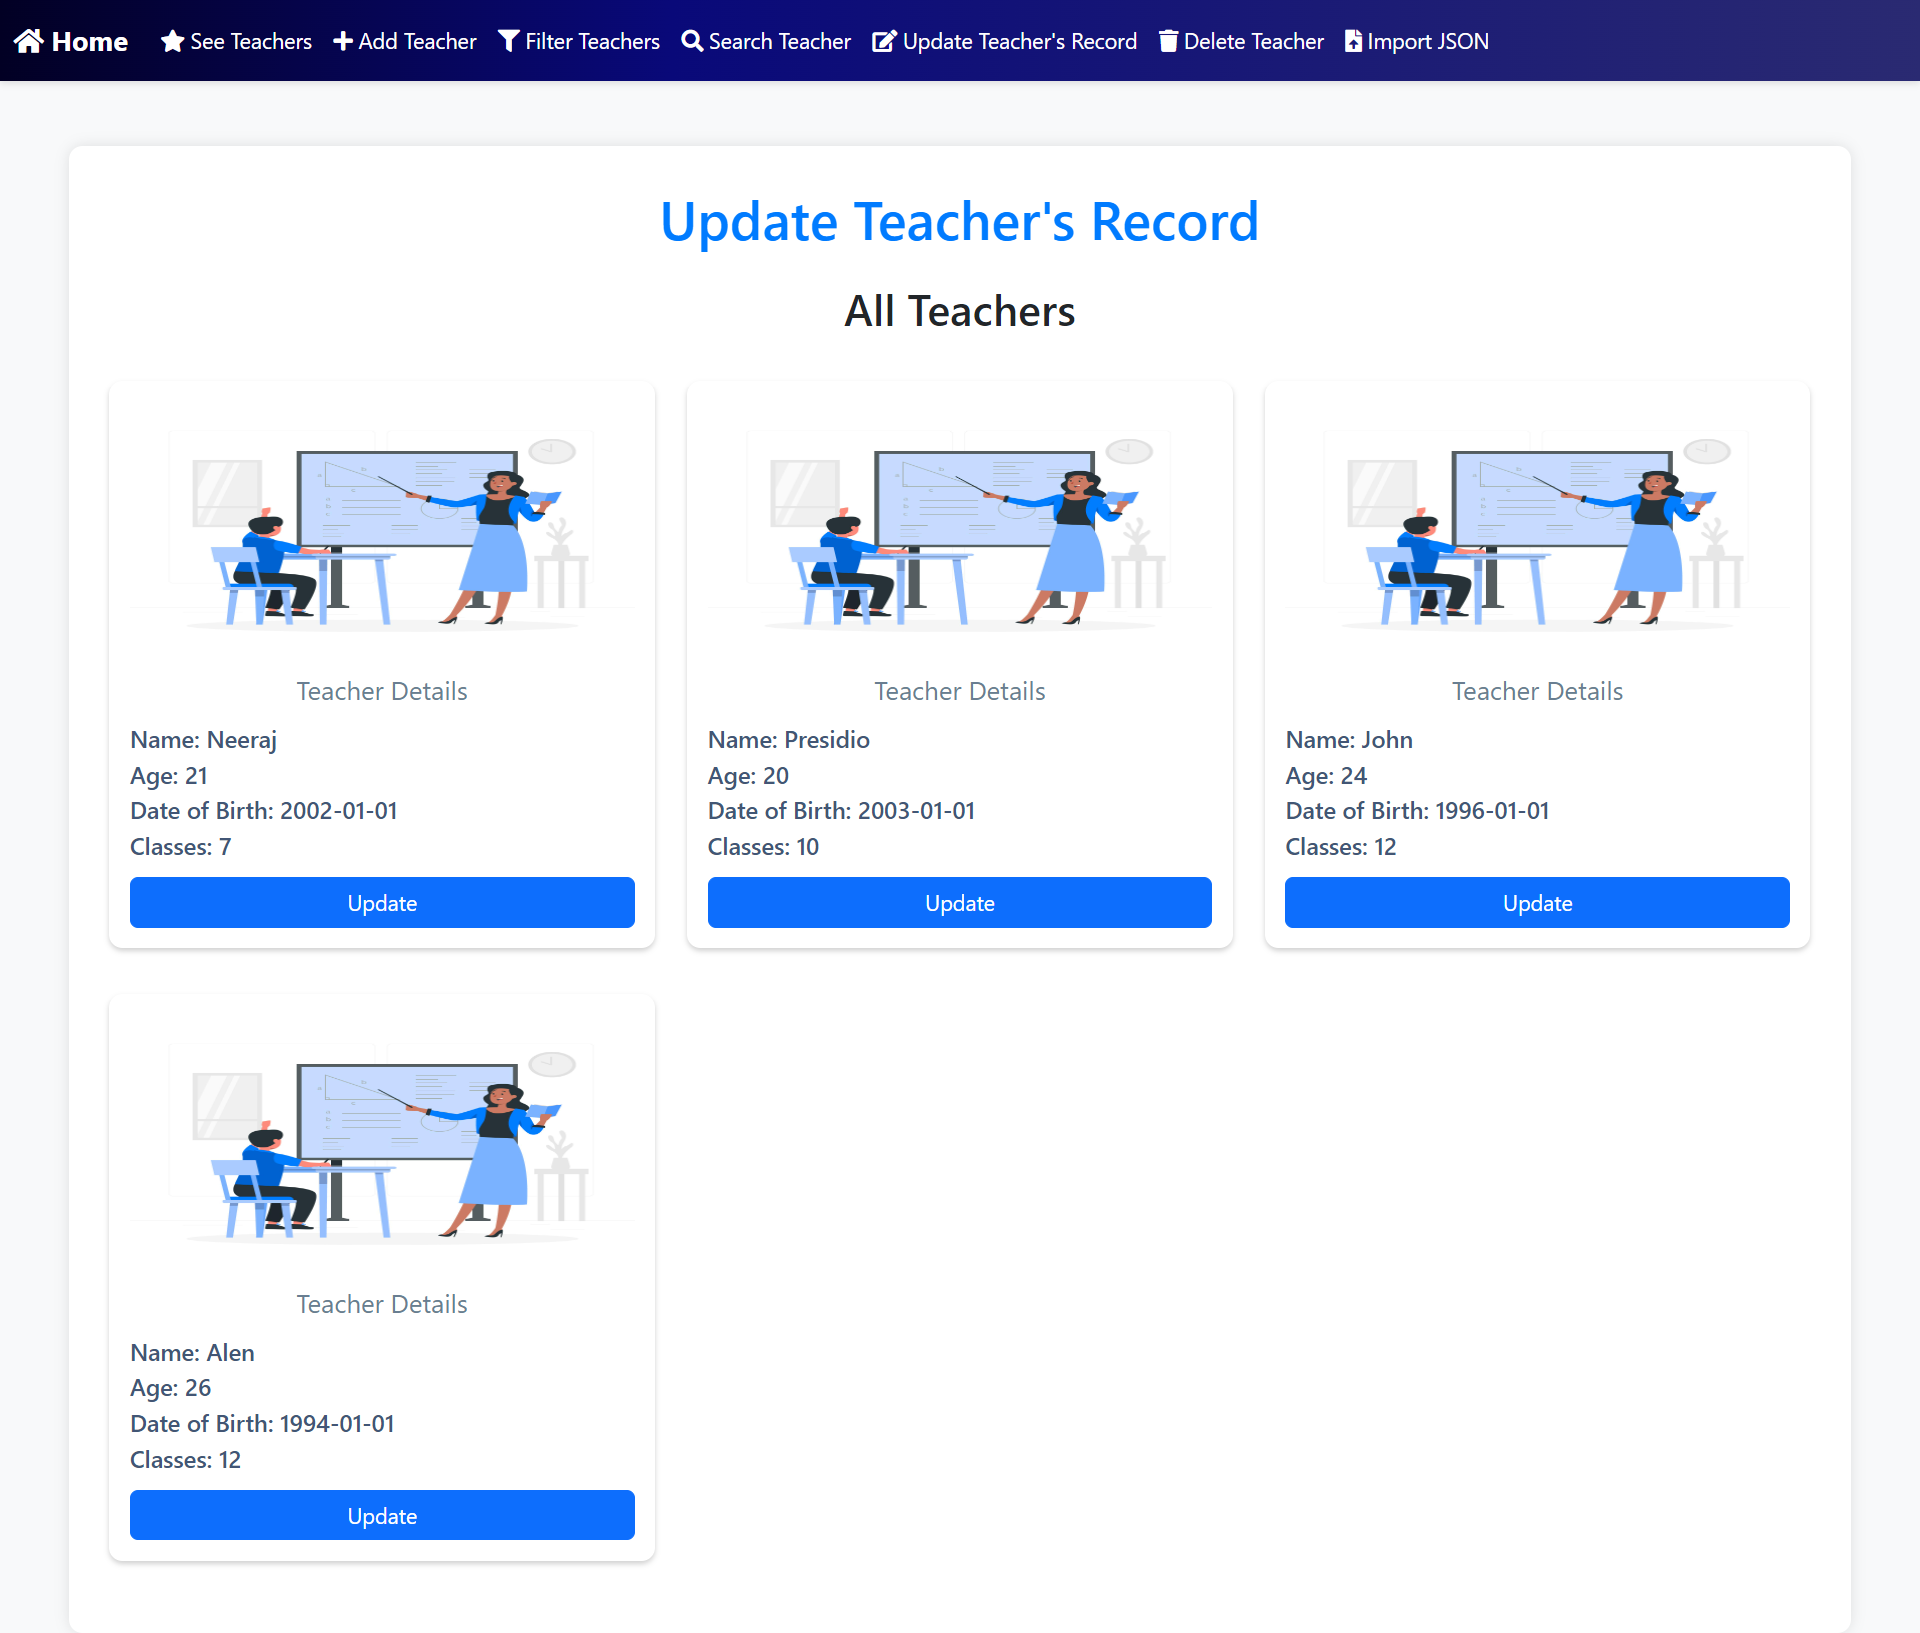 Home See Teachers Add Teacher Filter Teachers Search Teacher Update Teacher's Record Delete Teacher Import JSON
Update Teacher's Record
All Teachers
Teacher Details
Name: Neeraj
Age: 21
Date of Birth: 2002-01-01
Classes: 7
Update
Teacher Details
Name: Presidio
Age: 20
Date of Birth: 2003-01-01
Classes: 10
Update
Teacher Details
Name: John
Age: 24
Date of Birth: 1996-01-01
Classes: 12
Update
Teacher Details
Name: Alen
Age: 26
Date of Birth: 1994-01-01
Classes: 12
Update